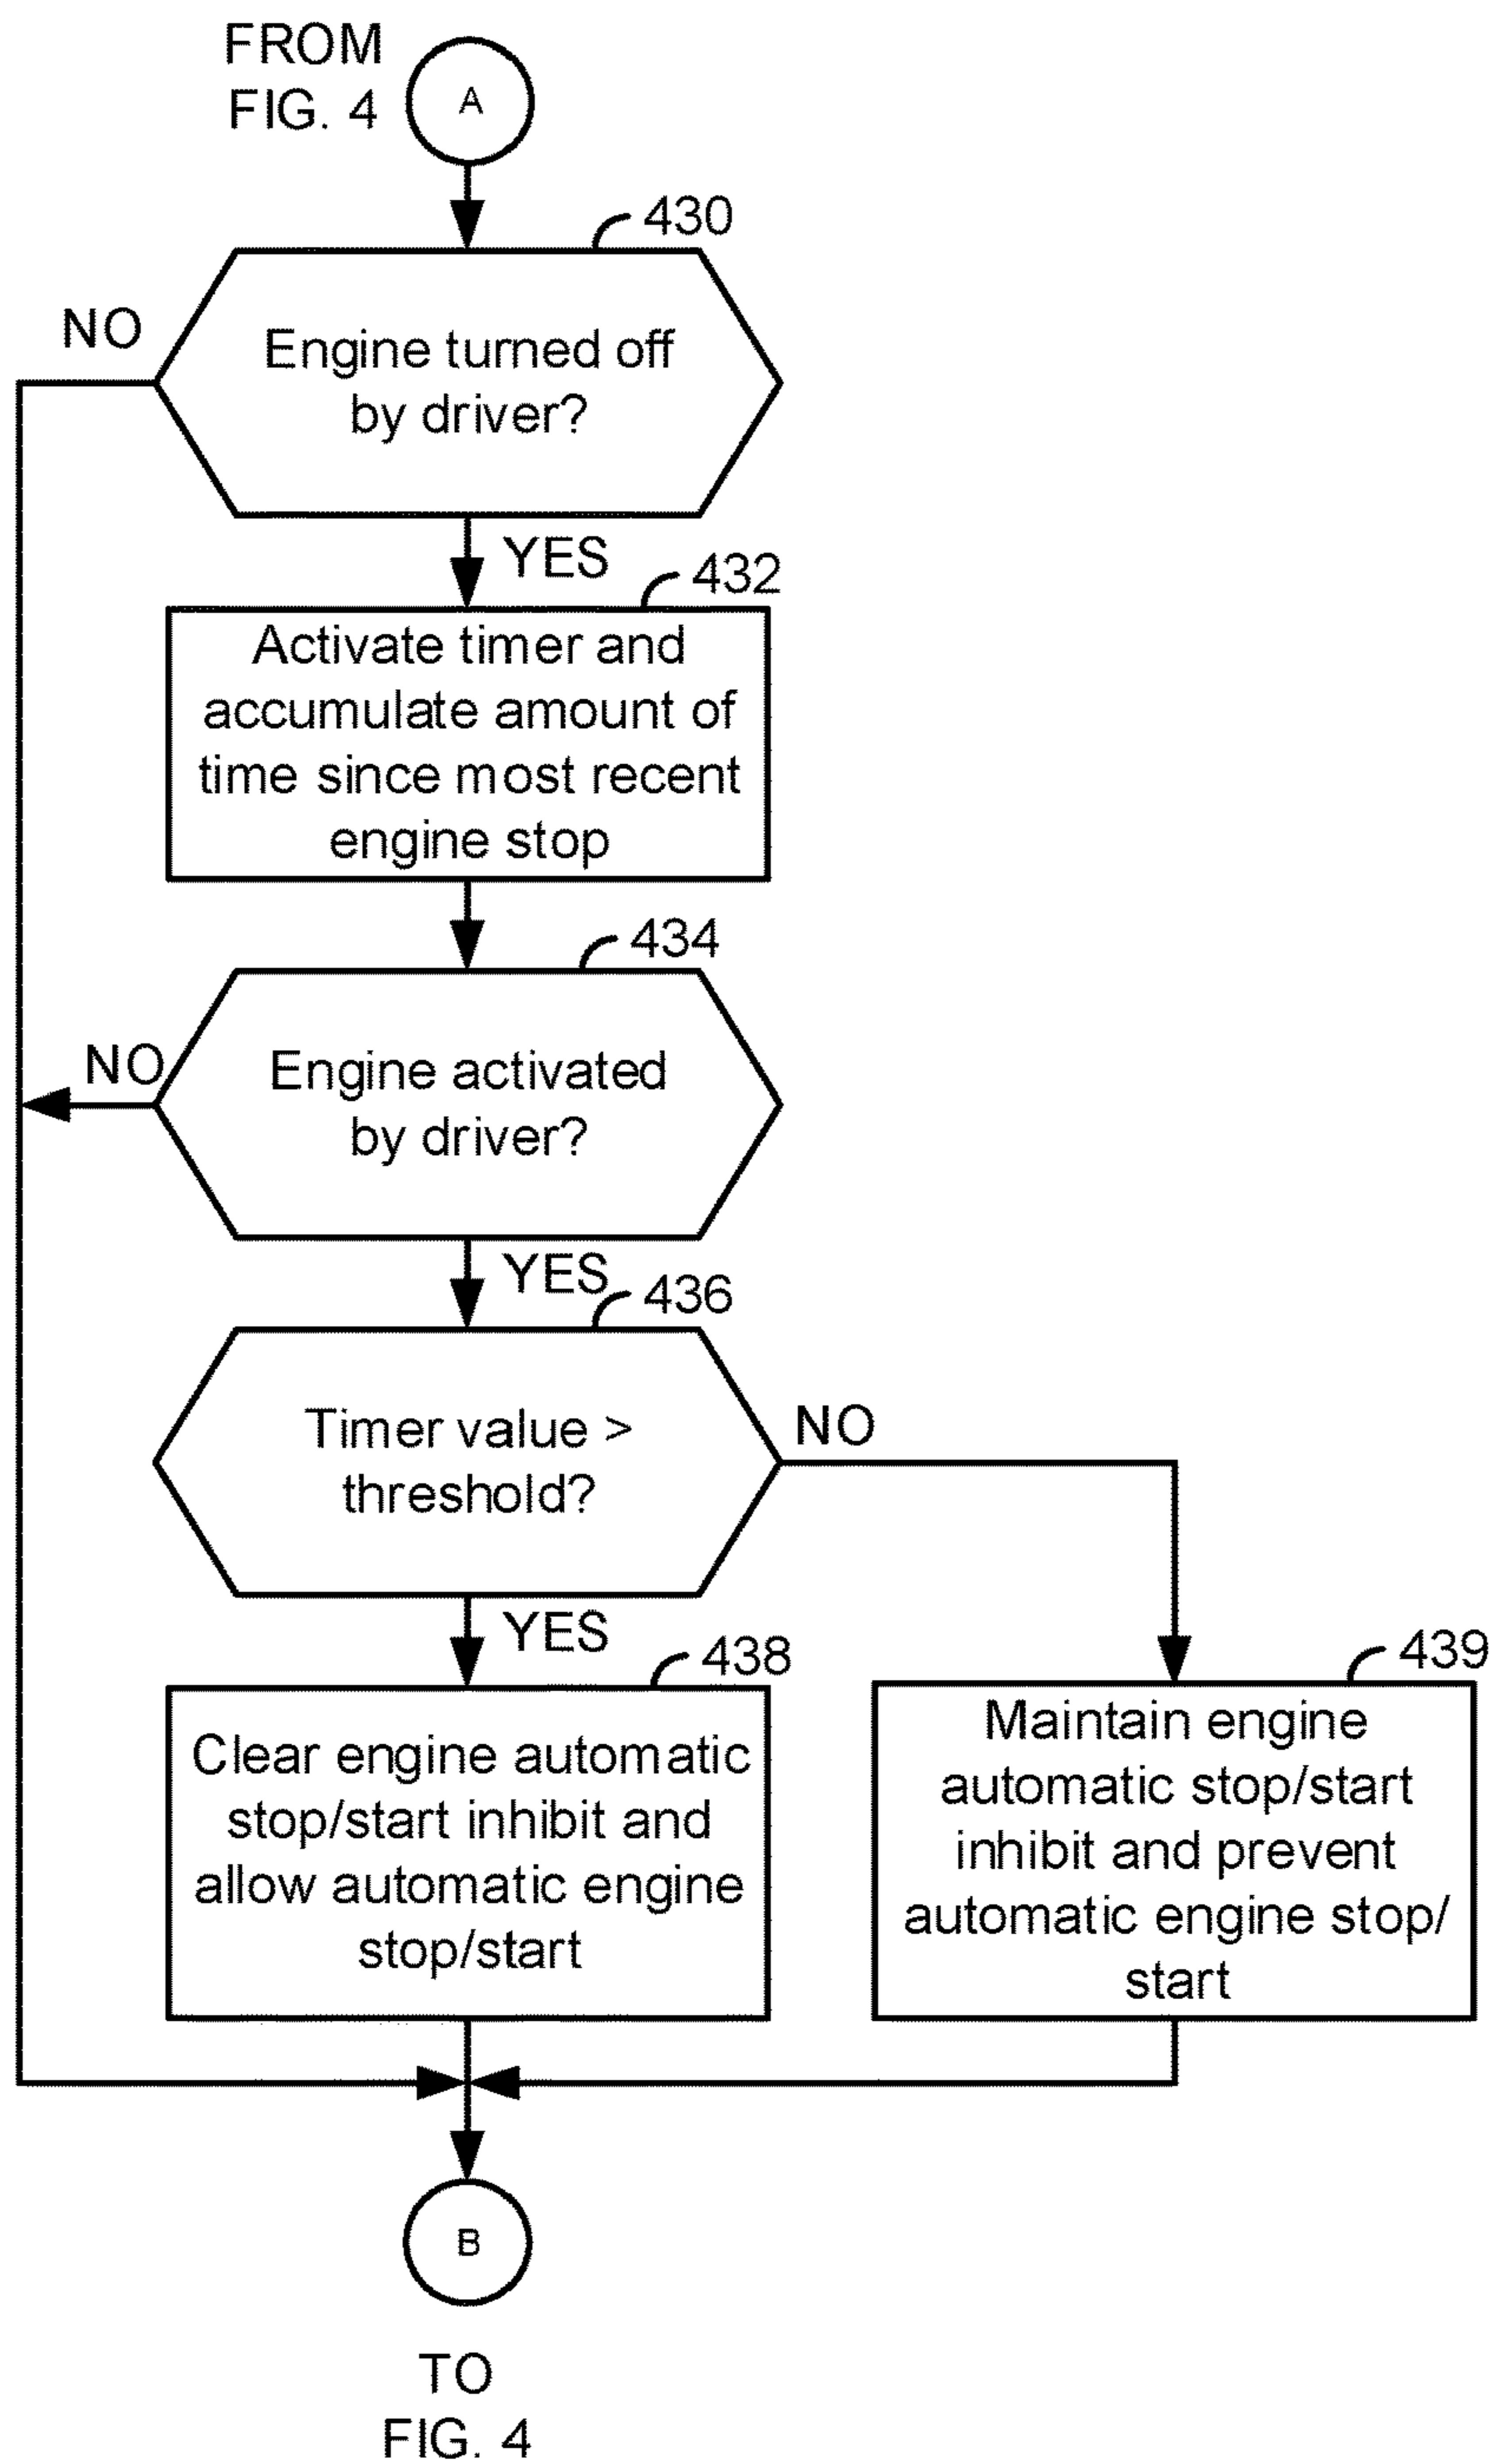 FROM
FIG. 4
A
430
NO
Engine turned off
by driver?
YES
432
Activate timer and
accumulate amount of
time since most recent
engine stop
434
NO
Engine activated
by driver?
YES
436
Timer value >
threshold?
NO
YES
438
439
Clear engine automatic
stop/start inhibit and
allow automatic engine
stop/start
Maintain engine
automatic stop/start
inhibit and prevent
automatic engine stop/
start
B
TO
FIG. 4